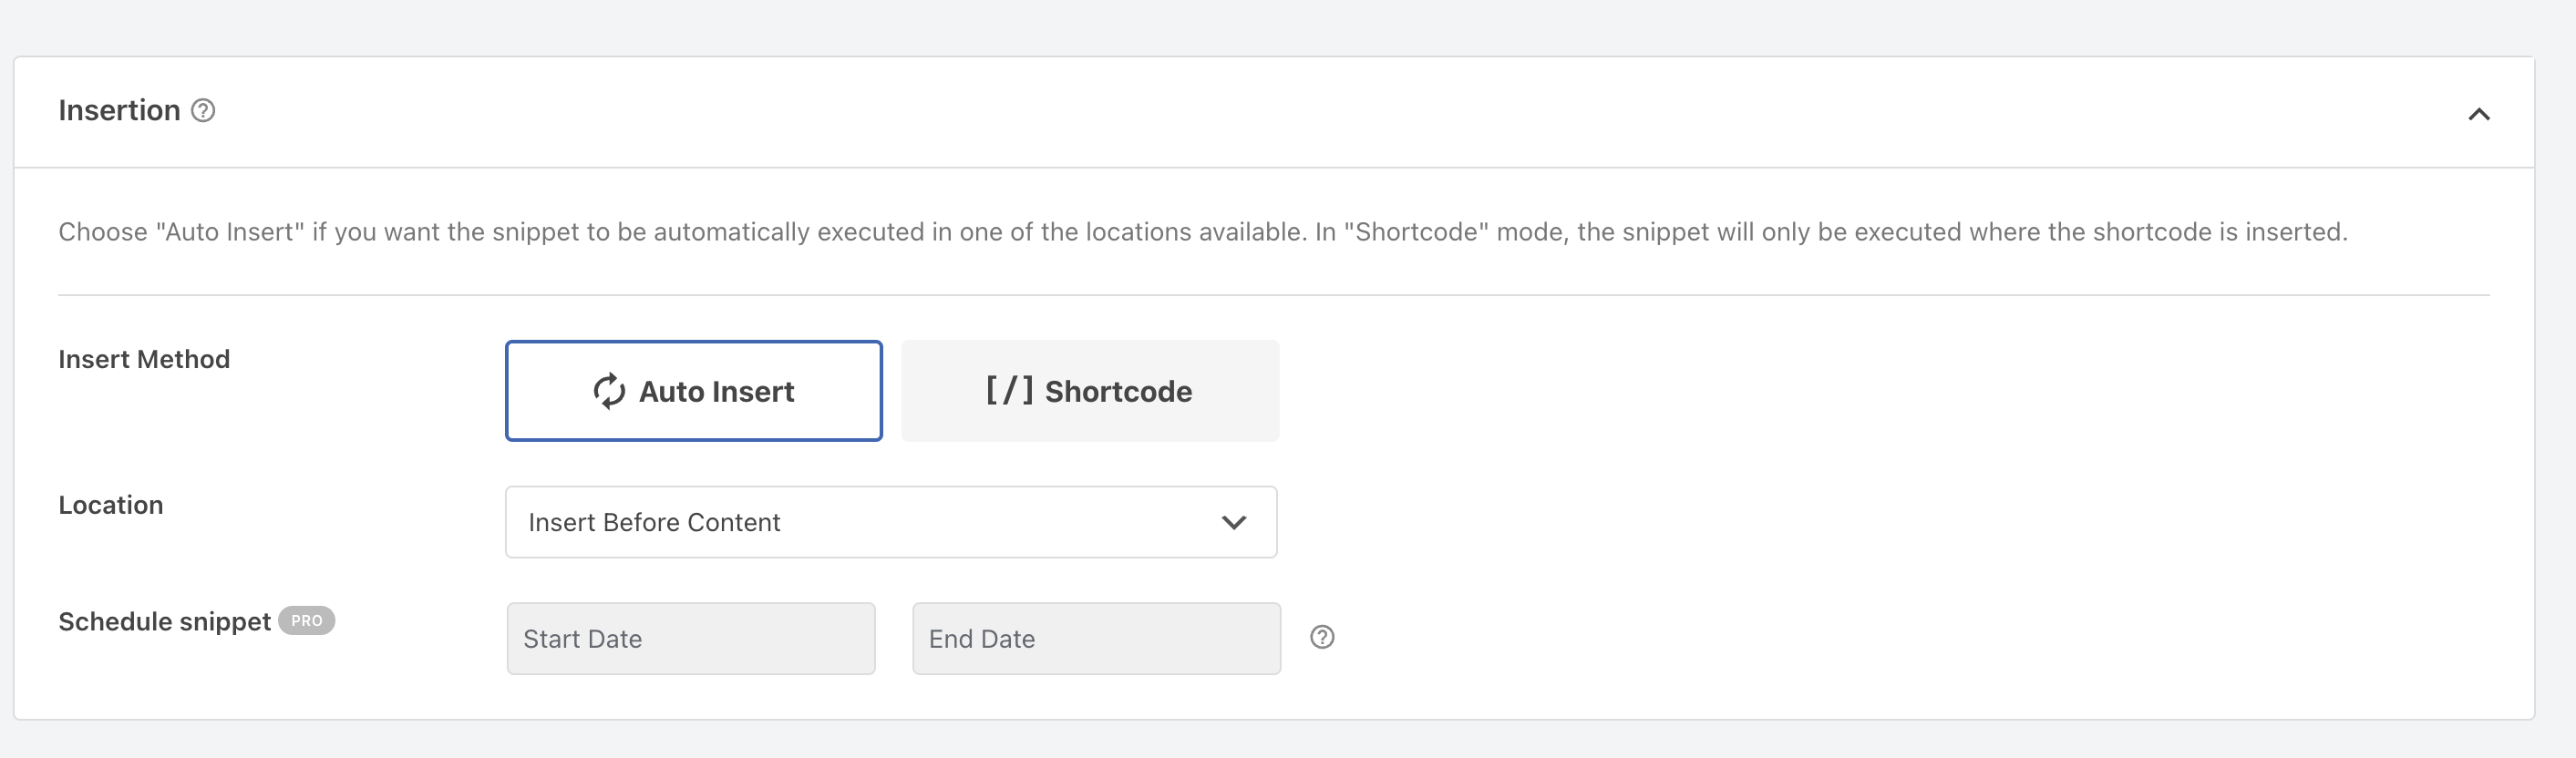 Insertion
Choose "Auto Insert" if you want the snippet to be automatically executed in one of the locations available. In "Shortcode" mode, the snippet will only be executed where the shortcode is inserted.
Insert Method
Auto Insert
[/] Shortcode
Location
Insert Before Content
Schedule snippet PRO
Start Date
End Date